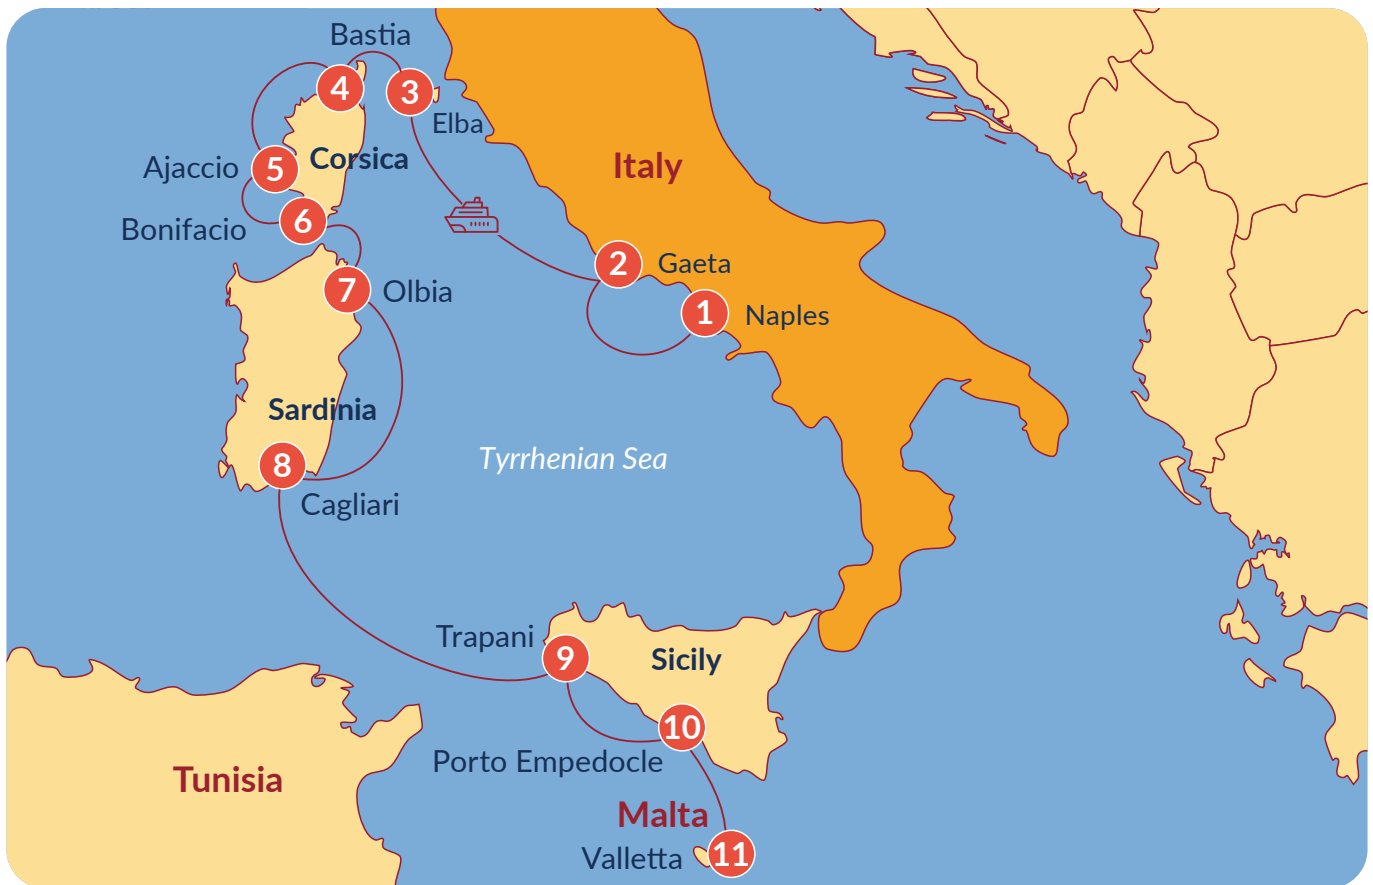 Bastia
4
3
Elba
Ajaccio
5
Corsica
Italy
Bonifacio
6
2
Gaeta
7
Olbia
1
Naples
Sardinia
8
Tyrrhenian Sea
Cagliari
Trapani
9
Sicily
10
Porto Empedocle
Tunisia
Malta
Valletta
11